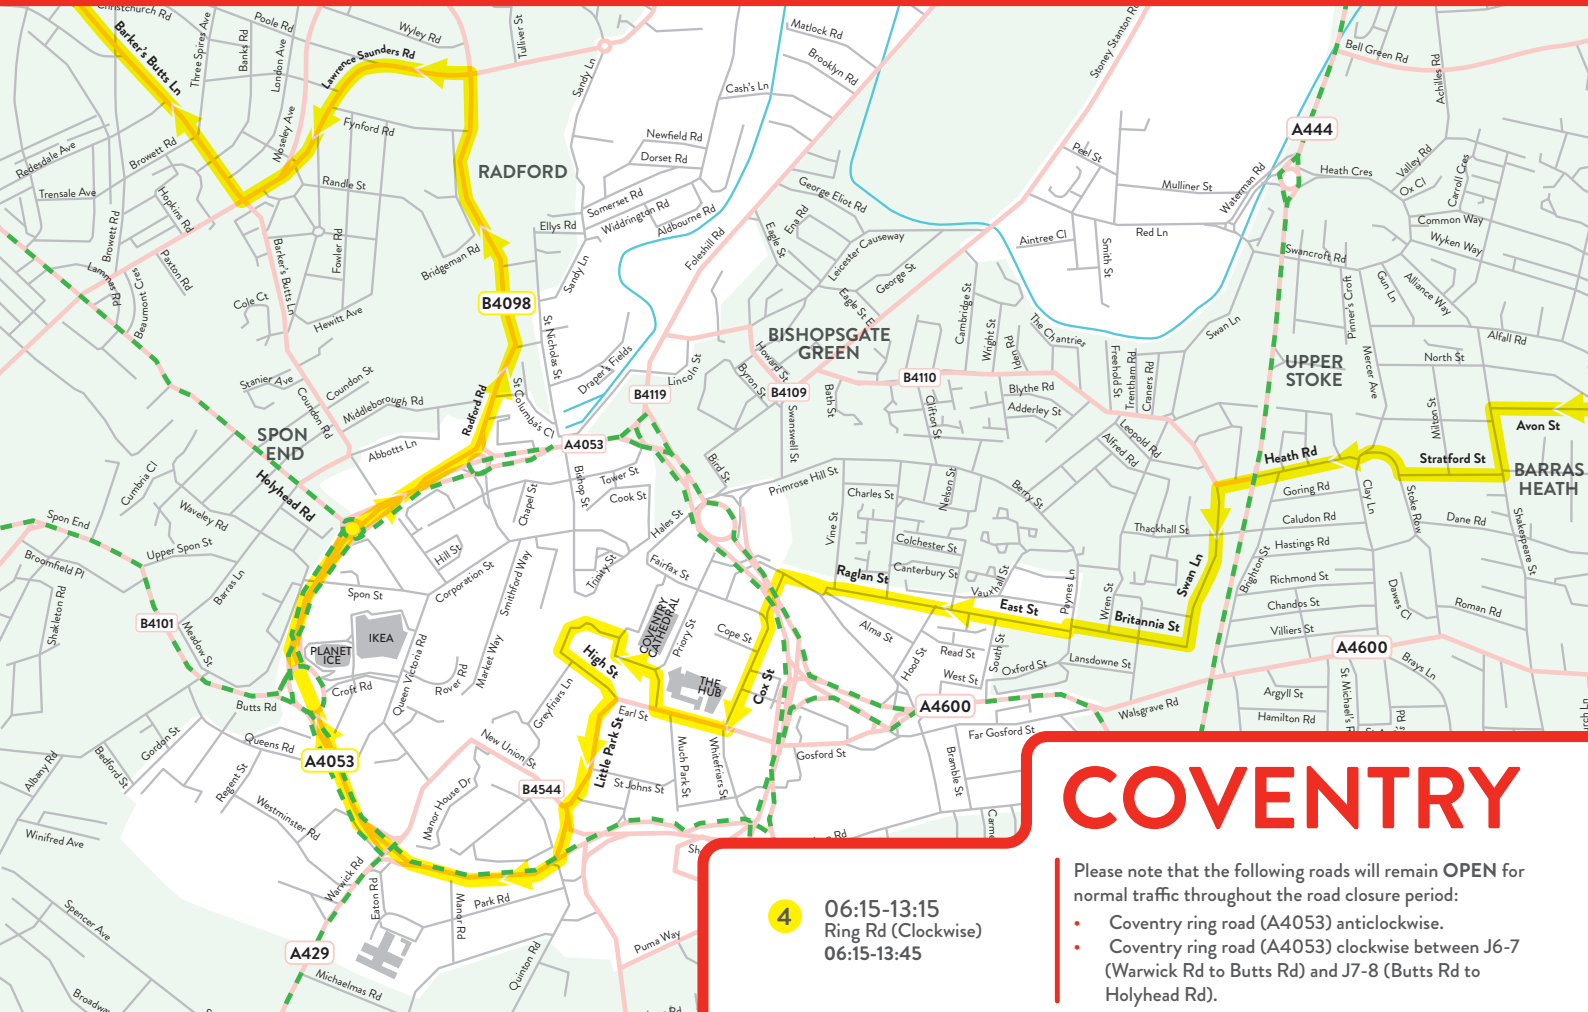 Christchurch Rd
Poole Rd
Wyley Rd
Tulliver St
Matlock Rd
Brooklyn Rd
Stoney Stanton Rd
Bell Green Rd
Achilles Rd
Barker's Butts Ln
Three Spires Ave
Banks Rd
London Ave
Lawrence Saunders Rd
Sandy Ln
Cash's Ln
A444
Moseley Ave
Fynford Rd
Newfield Rd
Dorset Rd
Peel St
Valley Rd
Redesdale Ave
Browett Rd
RADFORD
Heath Cres
Ox Cl
Carroll Cres
Trensale Ave
Hopkins Rd
Randle St
Somerset Rd
Widdrington Rd
Aldbourne Rd
George Eliot Rd
Mulliner St
Waterman Rd
Common Way
Wyken Way
Browett Rd
Ellys Rd
Ena Rd
Eagle St
Leicester Causeway
Aintree Cl
Smith St
Red Ln
Swancroft Rd
Lammas Rd
Beaumont Cres
Paxton Rd
Barker's Butts Ln
Fowler Rd
Bridgeman Rd
Sandy Ln
Foleshill Rd
George St
Eagle St E
Pinner's Croft
Gun Ln
Alliance Way
Cole Ct
Hewitt Ave
B4098
St Nicholas St
Draper's Fields
BISHOPSGATE
GREEN
Cambridge St
Wright St
Iden Rd
The Chantries
Swan Ln
Alfall Rd
Stanier Ave
Coundon St
Coundon Rd
Middleborough Rd
Radford Rd
St Columba's Cl
Lincoln St
Howard St
Byron St
B4119
B4109
Bath St
B4110
Blythe Rd
Adderley St
Freehold St
Trentham Rd
Craners Rd
UPPER
STOKE
Mercer Ave
North St
Wilton St
Avon St
SPON
END
Abbotts Ln
A4053
Swanswell St
Clifton St
Leopold Rd
Alfred Rd
Heath Rd
Stratford St
BARRAS
HEATH
Cumbria Cl
Holyhead Rd
Bishop St
Tower St
Cook St
Bird St
Primrose Hill St
Charles St
Nelson St
Berry St
Goring Rd
Clay Ln
Stoke Row
Spon End
Waveley Rd
Chapel St
Hales St
Vine St
Thackhall St
Caludon Rd
Dane Rd
Shakespeare St
Broomfield Pl
Upper Spon St
Hill St
Corporation St
Smithford Way
Trinity St
Fairfax St
Colchester St
Canterbury St
Vauxhall St
Swan Ln
Brighton St
Hastings Rd
Shakleton Rd
Barras Ln
Spon St
Raglan St
East St
Paynes Ln
Wren St
Britannia St
Richmond St
Chandos St
Dawes Cl
Roman Rd
B4101
Meadow St
IKEA
PLANET
ICE
COVENTRY
CATHEDRAL
Priory St
Cope St
Alma St
Villiers St
A4600
Queen Victoria Rd
Rover Rd
Market Way
High St
THE
HUB
Cox St
Hood St
Read St
West St
South St
Oxford St
Lansdowne St
Brays Ln
Croft Rd
Butts Rd
Greyfriars Ln
Earl St
A4600
Walsgrave Rd
Argyll St
Hamilton Rd
St Michael's R
Queens Rd
Gordon St
Bedford St
Albany Rd
A4053
New Union St
Little Park St
Much Park St
Whitefriars St
Gosford St
Far Gosford St
Bramble St
Regent St
Westminster Rd
Manor House Dr
B4544
St Johns St
Winifred Ave
Warwick Rd
Eaton Rd
Manor Rd
Park Rd
Spencer Ave
A429
Michaelmas Rd
Quinton Rd
Puma Way
COVENTRY
4
06:15-13:15
Ring Rd (Clockwise)
06:15-13:45
Please note that the following roads will remain OPEN for
normal traffic throughout the road closure period:
• Coventry ring road (A4053) anticlockwise.
• Coventry ring road (A4053) clockwise between J6-7
(Warwick Rd to Butts Rd) and J7-8 (Butts Rd to
Holyhead Rd).